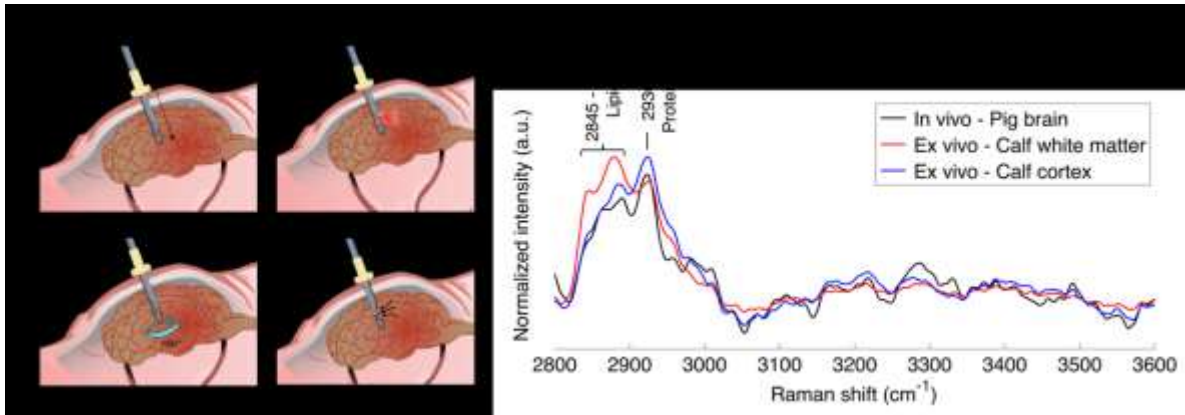 2845 -
Lipi
2930
Prote
In vivo - Pig brain
Ex vivo - Calf white matter
Ex vivo - Calf cortex
Normalized intensity (a.u.)
2800 2900 3000 3100 3200 3300 3400 3500 3600
Raman shift (cm⁻¹)